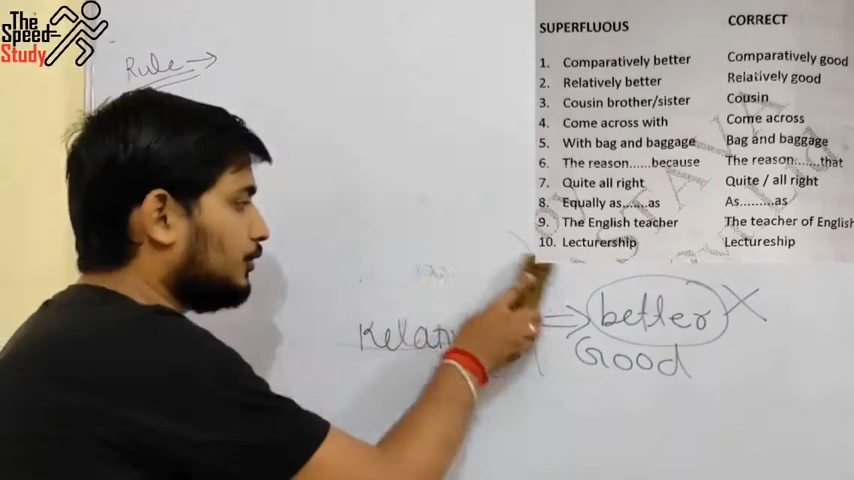 The
Speed-
Study
Rule →
SUPERFLUOUS CORRECT
1. Comparatively better Comparatively good
2. Relatively better Relatively good
3. Cousin brother/sister Cousin
4. Come across with Come across
5. With bag and baggage Bag and baggage
6. The reason......because The reason.......that
7. Quite all right Quite / all right
8. Equally as.......as As.........as
9. The English teacher The teacher of English
10. Lecturership Lectureship
⇒ better X
Good